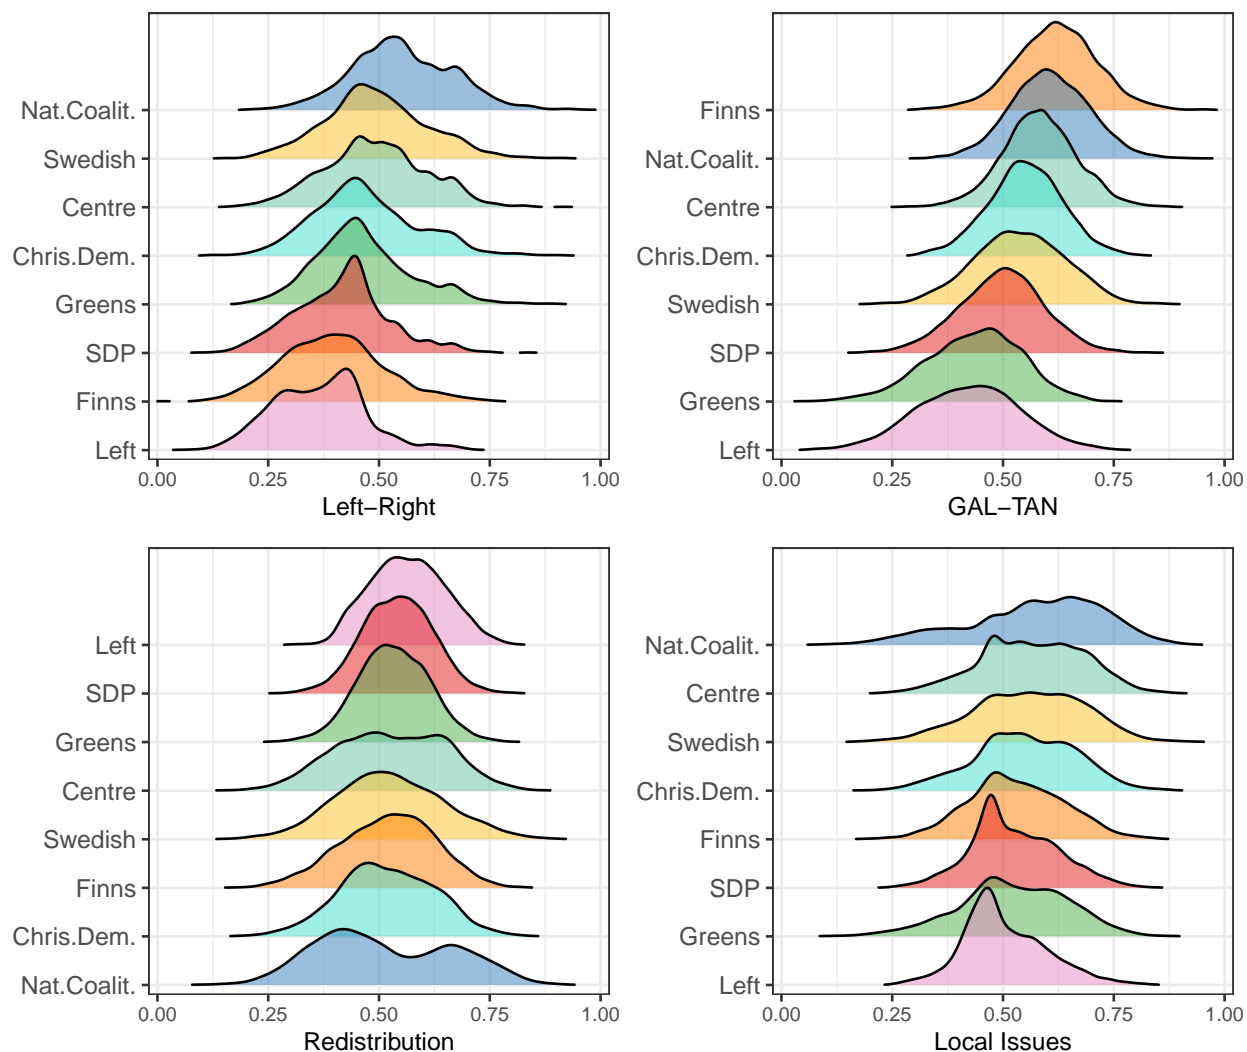 Nat.Coalit.
Swedish
Centre
Chris.Dem.
Greens
SDP
Finns
Left
0.00 0.25 0.50 0.75 1.00
Left−Right
Finns
Nat.Coalit.
Centre
Chris.Dem.
Swedish
SDP
Greens
Left
0.00 0.25 0.50 0.75 1.00
GAL−TAN
Left
SDP
Greens
Centre
Swedish
Finns
Chris.Dem.
Nat.Coalit.
0.00 0.25 0.50 0.75 1.00
Redistribution
Nat.Coalit.
Centre
Swedish
Chris.Dem.
Finns
SDP
Greens
Left
0.00 0.25 0.50 0.75 1.00
Local Issues